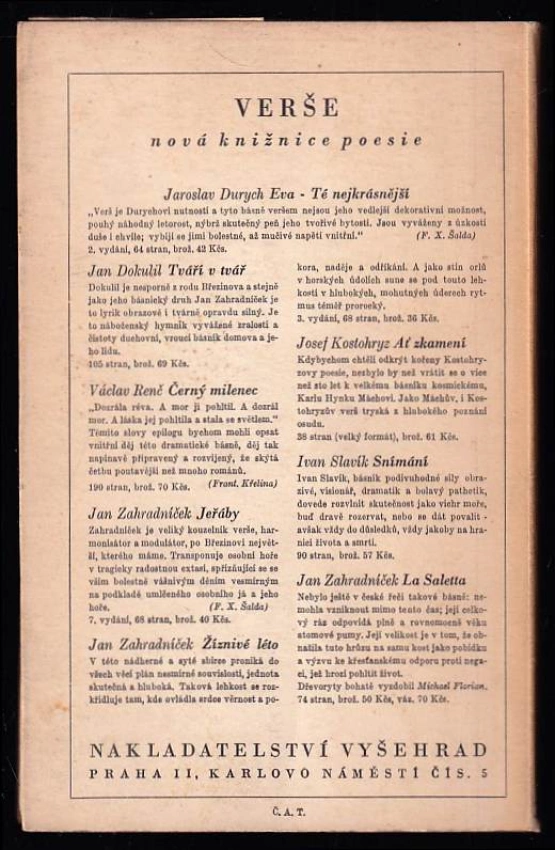 VERŠE
nová knižnice poesie
Jaroslav Durych Eva - Té nejkrásnější
„Verš je Durychovi nutností a tyto básně veršem nejsou jeho vedlejší dekorativní možnost,
pouhý náhodný letorost, nýbrž skutečný peň jeho tvořivé bytosti. Jsou vyváženy z úzkosti
duše i chvíle; vybíjí se jimi bolestné, až mučivé napětí vnitřní.“ (F. X. Šalda)
2. vydání, 64 stran, brož. 42 Kčs.
Jan Dokulil Tváří v tvář
Dokulil je nesporně z rodu Březinova a stejně
jako jeho básnický druh Jan Zahradníček je
to lyrik obrazově i tvárně opravdu silný. Je
to náboženský hymnik vyvážené zralosti a
čistoty duchovní, vroucí básník domova a je-
ho lidu.
105 stran, brož. 69 Kčs.
Václav Renč Černý milenec
„Dozrála réva. A mor ji pohltil. A dozrál
mor. A láska jej pohltila a stala se světlem.“
Těmito slovy epilogu bychom mohli opsat
vnitřní děj této dramatické básně, děj tak
napínavě připravený a rozvíjený, že skýtá
četbu poutavější než mnoho románů.
190 stran, brož. 70 Kčs. (Front. Křelina)
Jan Zahradníček Jeřáby
Zahradníček je veliký kouzelník verše, har-
monisátor a modulátor, po Březinovi největ-
ší, kterého máme. Transponuje osobní hoře
v tragicky radostnou extasi, spřizňující se se
vším bolestně vášnivým děním vesmírným
na podkladě umlčeného osobního já a jeho
hoře. (F. X. Šalda)
7. vydání, 68 stran, brož. 40 Kčs.
Jan Zahradníček Žíznivé léto
V této nádherné a syté sbírce proniká do
všech věcí plán nesmírné souvislosti, jednota
skutečná a hluboká. Taková lehkost se roz-
křídluje tam, kde ovládla srdce věrnost a po-
kora, naděje a odříkání. A jako stín orlů
v horských údolích sune se pod touto leh-
kostí v hlubokých, mohutných úderech ryt-
mus téměř prorocký.
3. vydání, 68 stran, brož. 36 Kčs.
Josef Kostohryz Ať zkamení
Kdybychom chtěli odkrýt kořeny Kostohry-
zovy poesie, nezbylo by než vrátit se o více
než sto let k velkému básníku kosmickému,
Karlu Hynku Máchovi. Jako Máchův, i Kos-
tohryzův verš tryská z hlubokého poznání
osudu.
38 stran (velký formát), brož. 61 Kčs.
Ivan Slavík Snímání
Ivan Slavík, básník podivuhodné síly obra-
zivé, visionář, dramatik a bolavý pathetik,
dovede rozvlnit skutečnost jako vichr moře,
buď dravě rozervat, nebo se dát povalit -
avšak vždy do důsledků, vždy jakoby na hra-
nici života a smrti.
90 stran, brož. 57 Kčs.
Jan Zahradníček La Saletta
Nebylo ještě v české řeči takové básně: ne-
mohla vzniknout mimo tento čas; její celko-
vý ráz odpovídá plně a rovnomocně věku
atomové pumy. Její velikost je v tom, že ob-
nažila tuto hrůzu na samu kost jako pobídku
a výzvu ke křesťanskému odporu proti nega-
ci, jež hrozí pohltit život.
Dřevoryty bohatě vyzdobil Michael Florian.
74 stran, brož. 50 Kčs, váz. 70 Kčs.
NAKLADATELSTVÍ VYŠEHRAD
PRAHA II, KARLOVO NÁMĚSTÍ ČÍS. 5
Č. A. T.